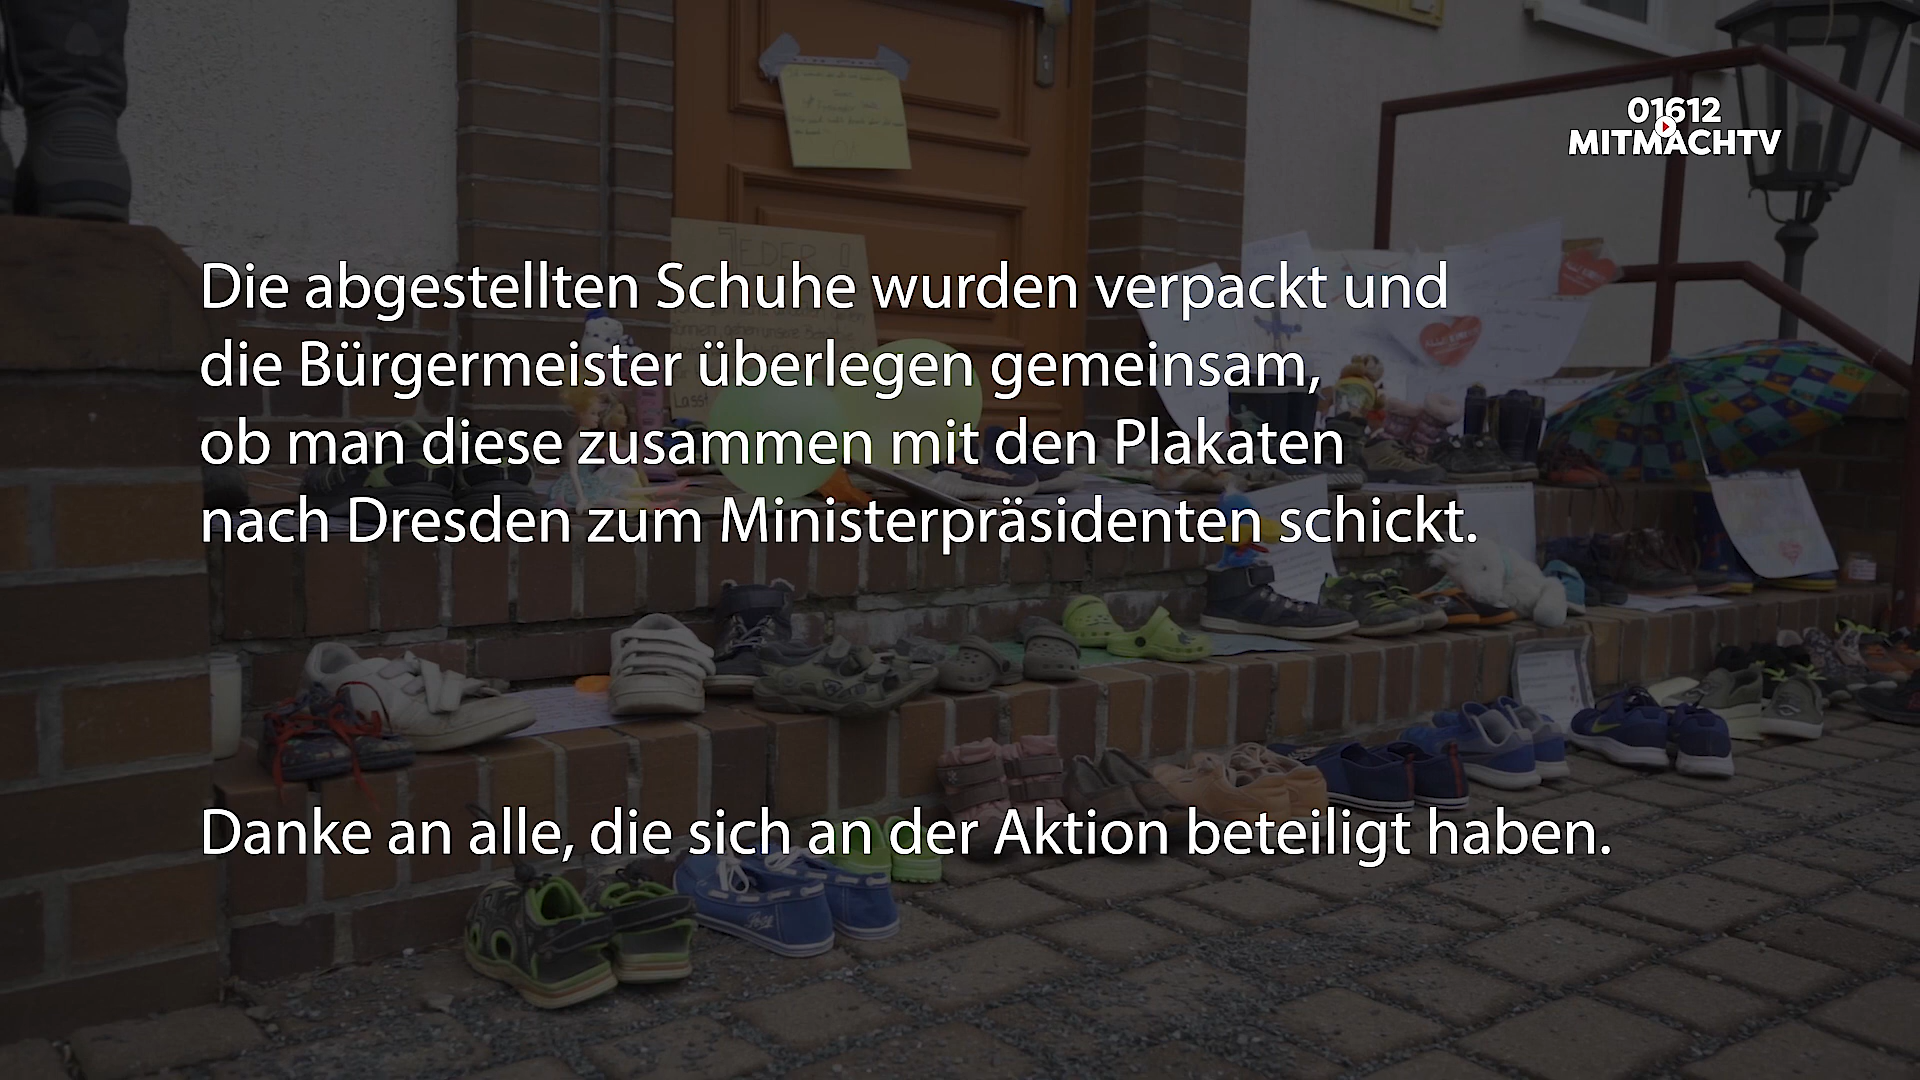 01612
MITMACHTV
JEDER!
Die abgestellten Schuhe wurden verpackt und
die Bürgermeister überlegen gemeinsam,
ob man diese zusammen mit den Plakaten
nach Dresden zum Ministerpräsidenten schickt.
Danke an alle, die sich an der Aktion beteiligt haben.